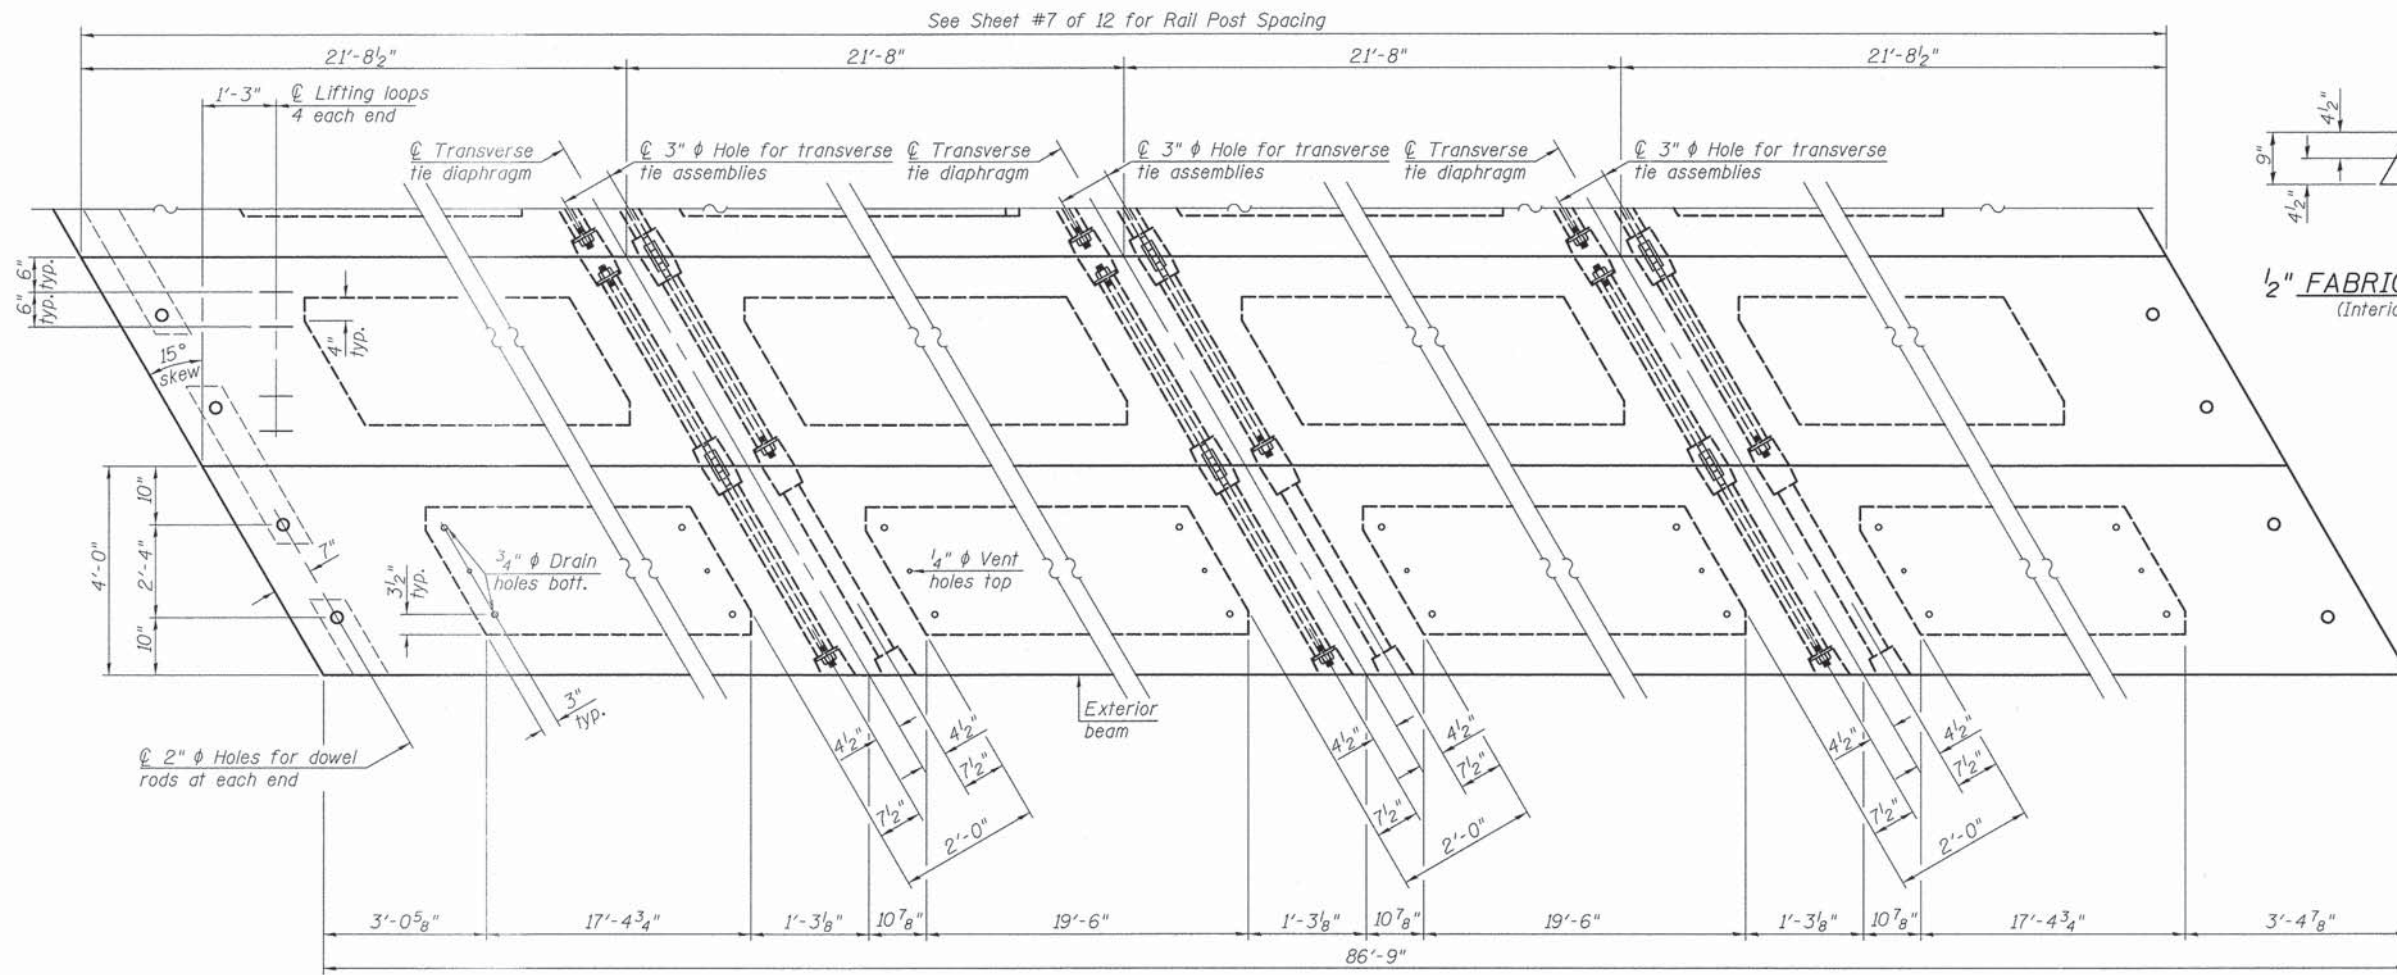 See Sheet #7 of 12 for Rail Post Spacing
21'-8½"
21'-8"
21'-8"
21'-8½"
1'-3"
℄ Lifting loops
4 each end
℄ Transverse
tie diaphragm
℄ 3" ϕ Hole for transverse
tie assemblies
℄ Transverse
tie diaphragm
℄ 3" ϕ Hole for transverse
tie assemblies
℄ Transverse
tie diaphragm
℄ 3" ϕ Hole for transverse
tie assemblies
4½"
9"
4½"
½" FABRIC
(Interio
6"
typ.
6"
typ.
4"
typ.
15°
skew
4'-0"
10"
2'-4"
10"
7"
¾" ϕ Drain
holes bott.
¼" ϕ Vent
holes top
3½"
typ.
3"
typ.
Exterior
beam
℄ 2" ϕ Holes for dowel
rods at each end
4½"
4½"
7½"
7½"
2'-0"
4½"
4½"
7½"
7½"
2'-0"
4½"
4½"
7½"
7½"
2'-0"
3'-0⅝"
17'-4¾"
1'-3⅛"
10⅞"
19'-6"
1'-3⅛"
10⅞"
19'-6"
1'-3⅛"
10⅞"
17'-4¾"
3'-4⅞"
86'-9"